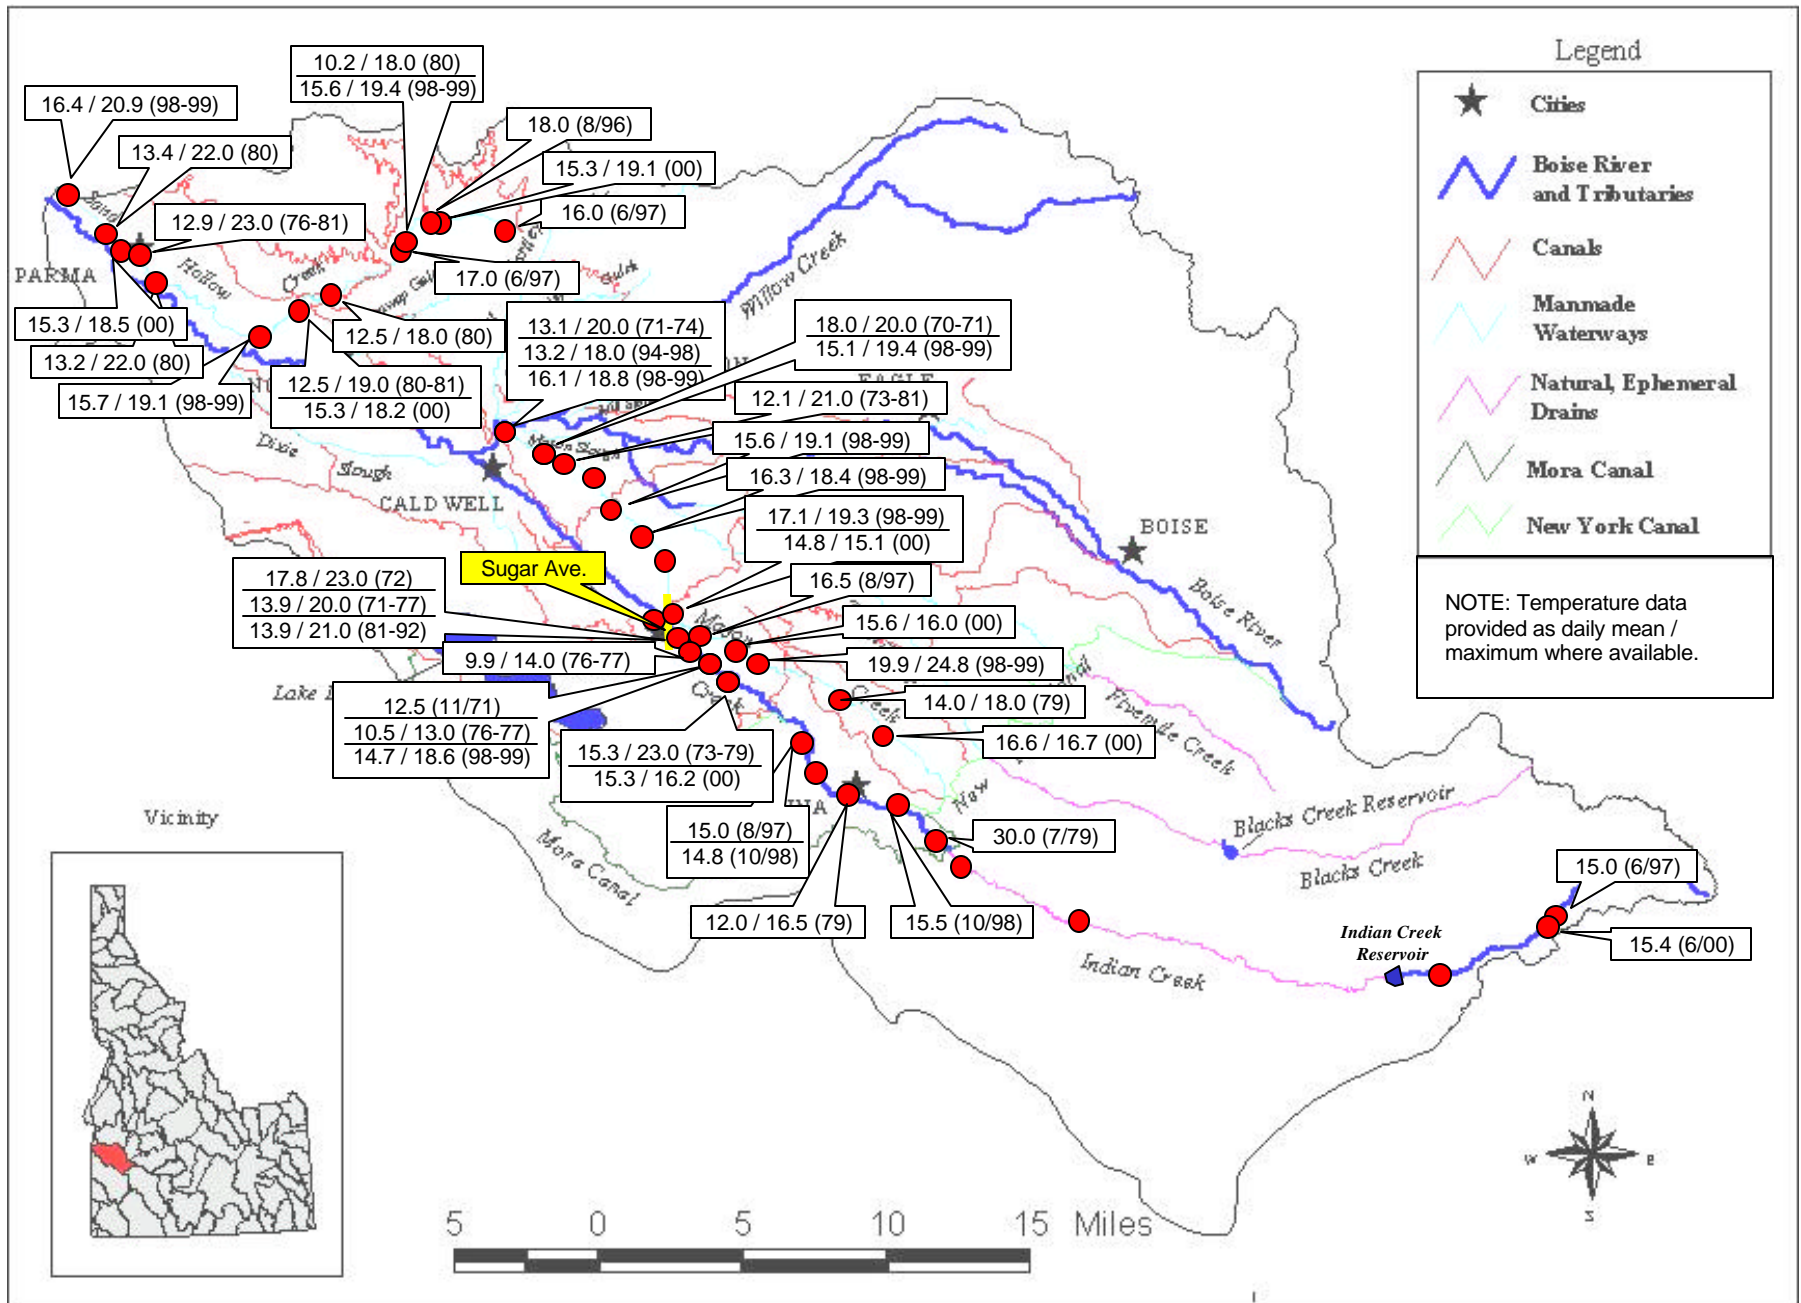 Legend
Cities
Boise River
and Tributaries
Canals
Manmade
Waterways
Natural, Ephemeral
Drains
Mora Canal
New York Canal
NOTE: Temperature data
provided as daily mean /
maximum where available.
10.2 / 18.0 (80)
15.6 / 19.4 (98-99)
16.4 / 20.9 (98-99)
18.0 (8/96)
13.4 / 22.0 (80)
15.3 / 19.1 (00)
12.9 / 23.0 (76-81)
16.0 (6/97)
17.0 (6/97)
PARMA
Hollow
Creek
Gulch
Willow Creek
15.3 / 18.5 (00)
12.5 / 18.0 (80)
13.2 / 22.0 (80)
15.7 / 19.1 (98-99)
12.5 / 19.0 (80-81)
15.3 / 18.2 (00)
13.1 / 20.0 (71-74)
13.2 / 18.0 (94-98)
16.1 / 18.8 (98-99)
18.0 / 20.0 (70-71)
15.1 / 19.4 (98-99)
EAGLE
12.1 / 21.0 (73-81)
Mason Slough
15.6 / 19.1 (98-99)
Dixie
Slough
16.3 / 18.4 (98-99)
CALDWELL
17.1 / 19.3 (98-99)
14.8 / 15.1 (00)
BOISE
Boise River
Sugar Ave.
17.8 / 23.0 (72)
13.9 / 20.0 (71-77)
13.9 / 21.0 (81-92)
16.5 (8/97)
Mason
15.6 / 16.0 (00)
9.9 / 14.0 (76-77)
19.9 / 24.8 (98-99)
Lake
Creek
Creek
14.0 / 18.0 (79)
Fivemile Creek
12.5 (11/71)
10.5 / 13.0 (76-77)
14.7 / 18.6 (98-99)
15.3 / 23.0 (73-79)
15.3 / 16.2 (00)
16.6 / 16.7 (00)
New
15.0 (8/97)
14.8 (10/98)
30.0 (7/79)
Blacks Creek Reservoir
Blacks Creek
Mora Canal
12.0 / 16.5 (79)
15.5 (10/98)
15.0 (6/97)
15.4 (6/00)
Indian Creek
Reservoir
Indian Creek
Vicinity
N
W
E
S
5 0 5 10 15 Miles